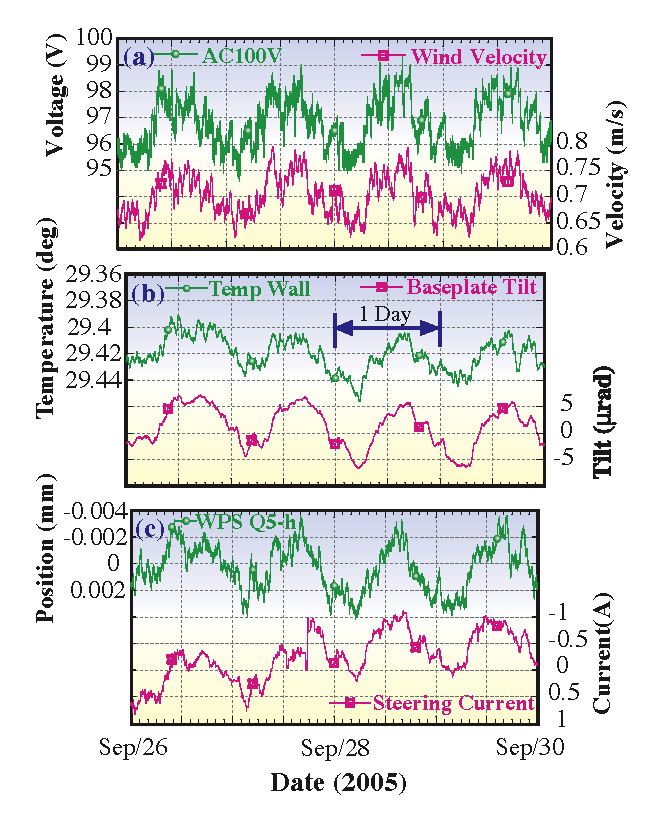 Voltage (V)
100
99
98
97
96
95
(a)
AC100V
Wind Velocity
0.8
0.75
0.7
0.65
0.6
Velocity (m/s)
Temperature (deg)
29.36
29.38
29.4
29.42
29.44
(b)
Temp Wall
Baseplate Tilt
1 Day
5
0
-5
Tilt (μrad)
Position (mm)
-0.004
-0.002
0
0.002
(c)
WPS Q5-h
-1
-0.5
0
0.5
1
Current(A)
Steering Current
Sep/26
Sep/28
Sep/30
Date (2005)